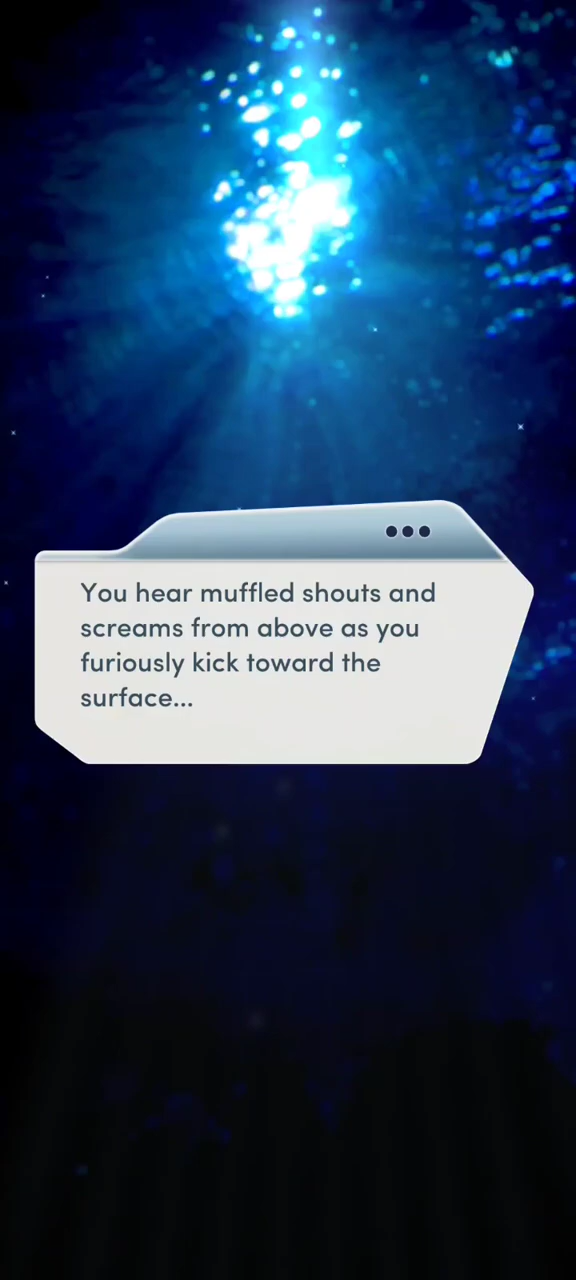 You hear muffled shouts and
screams from above as you
furiously kick toward the
surface...